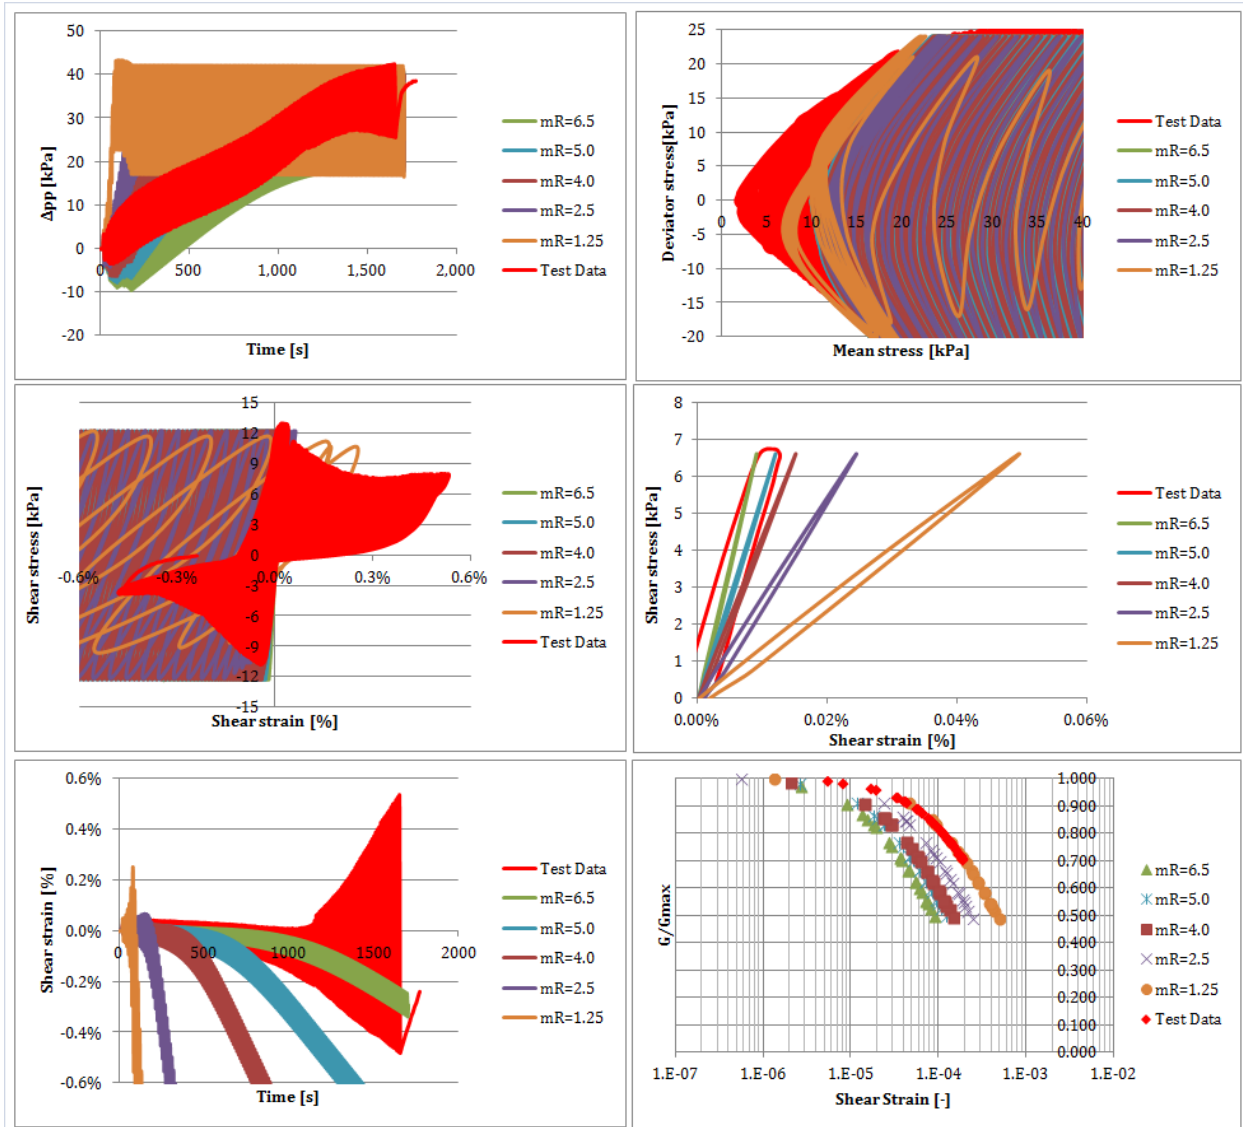 50
40
30
20
10
0
-10
-20
0
500
1,000
1,500
2,000
Δpp [kPa]
Time [s]
mR=6.5
mR=5.0
mR=4.0
mR=2.5
mR=1.25
Test Data
25
20
15
10
5
0
-5
-10
-15
-20
0
5
10
15
20
25
30
35
40
Deviator stress[kPa]
Mean stress [kPa]
Test Data
mR=6.5
mR=5.0
mR=4.0
mR=2.5
mR=1.25
15
12
9
6
3
0
-3
-6
-9
-12
-15
-0.6%
-0.3%
0.0%
0.3%
0.6%
Shear stress [kPa]
Shear strain [%]
mR=6.5
mR=5.0
mR=4.0
mR=2.5
mR=1.25
Test Data
8
7
6
5
4
3
2
1
0
0.00%
0.02%
0.04%
0.06%
Shear stress [kPa]
Shear strain [%]
Test Data
mR=6.5
mR=5.0
mR=4.0
mR=2.5
mR=1.25
0.6%
0.4%
0.2%
0.0%
-0.2%
-0.4%
-0.6%
0
500
1000
1500
2000
Shear strain [%]
Time [s]
Test Data
mR=6.5
mR=5.0
mR=4.0
mR=2.5
mR=1.25
1.000
0.900
0.800
0.700
0.600
0.500
0.400
0.300
0.200
0.100
0.000
1.E-07
1.E-06
1.E-05
1.E-04
1.E-03
1.E-02
G/Gmax
Shear Strain [-]
mR=6.5
mR=5.0
mR=4.0
mR=2.5
mR=1.25
Test Data